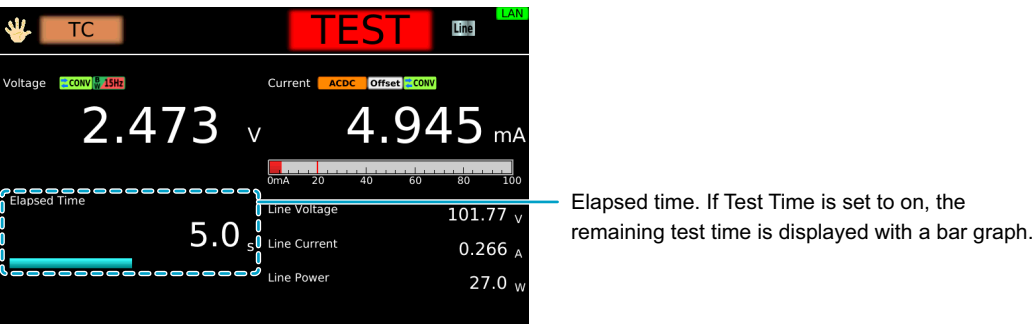 TC
TEST
Line
LAN
Voltage CONV BW 15Hz
Current ACDC Offset CONV
2.473 V
4.945 mA
0mA 20 40 60 80 100
Elapsed Time
5.0 s
Line Voltage 101.77 V
Line Current 0.266 A
Line Power 27.0 W
Elapsed time. If Test Time is set to on, the
remaining test time is displayed with a bar graph.